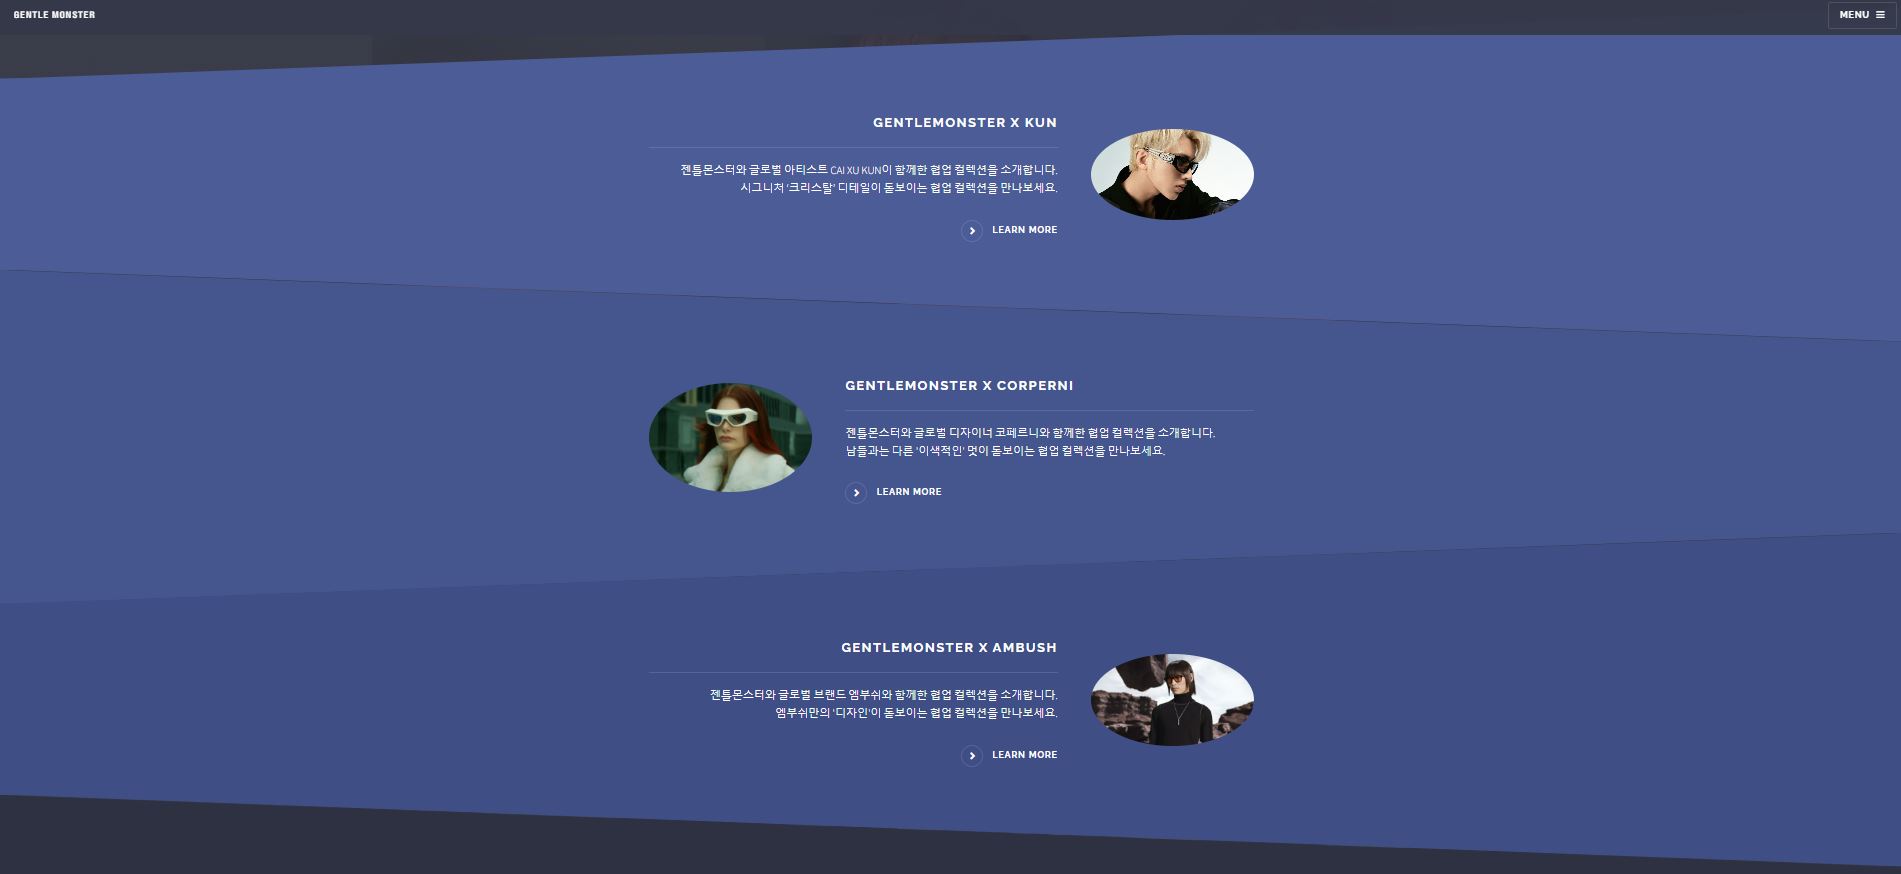 GENTLE MONSTER
MENU
GENTLEMONSTER X KUN
젠틀몬스터와 글로벌 아티스트 CAI XU KUN이 함께한 협업 컬렉션을 소개합니다.
시그니처 '크리스탈' 디테일이 돋보이는 협업 컬렉션을 만나보세요.
LEARN MORE
GENTLEMONSTER X CORPERNI
젠틀몬스터와 글로벌 디자이너 코페르니와 함께한 협업 컬렉션을 소개합니다.
남들과는 다른 '이색적인' 멋이 돋보이는 협업 컬렉션을 만나보세요.
LEARN MORE
GENTLEMONSTER X AMBUSH
젠틀몬스터와 글로벌 브랜드 엠부쉬와 함께한 협업 컬렉션을 소개합니다.
엠부쉬만의 '디자인'이 돋보이는 협업 컬렉션을 만나보세요.
LEARN MORE